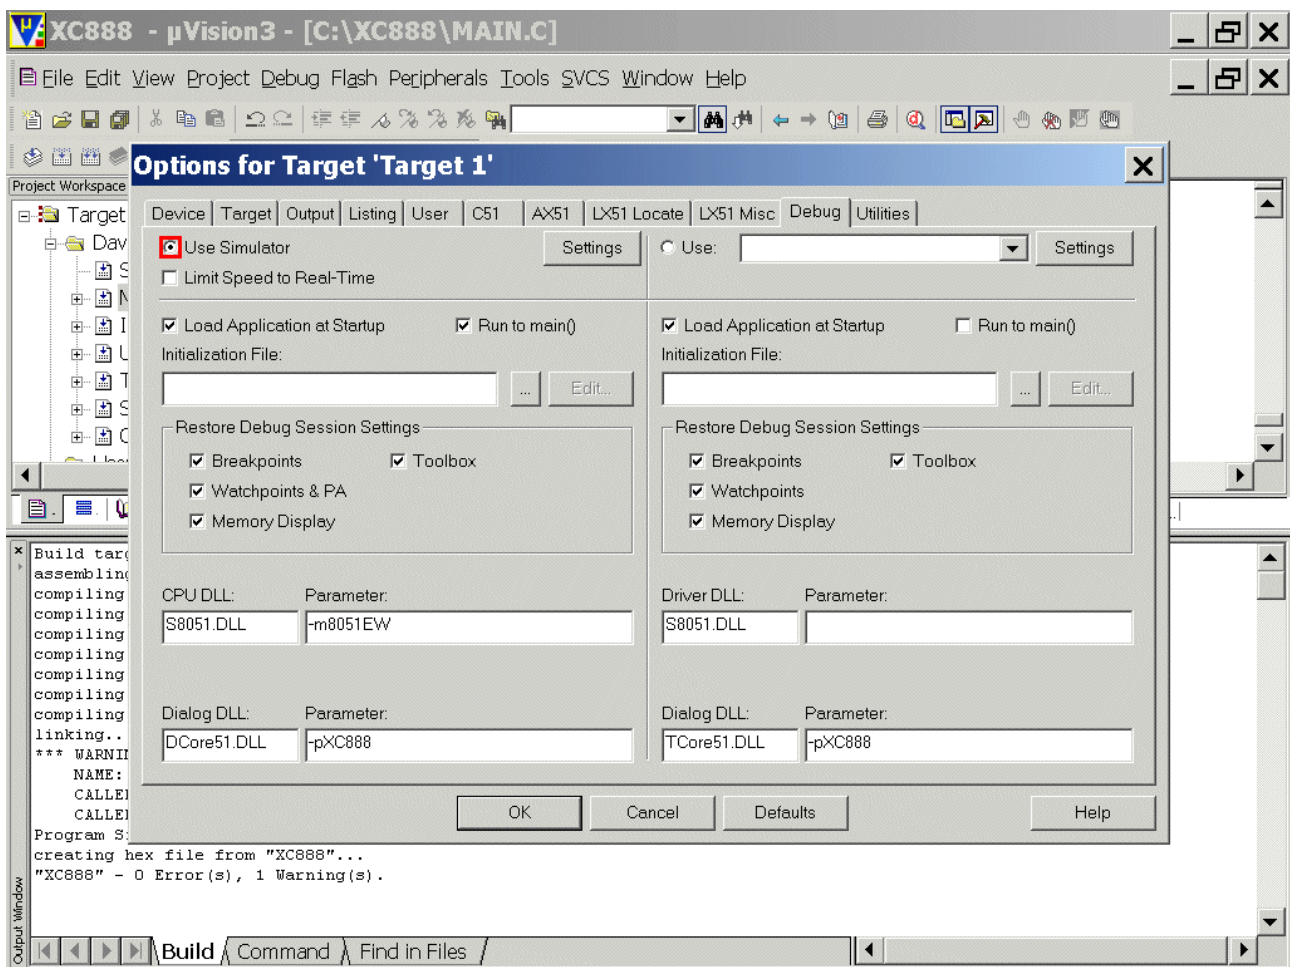 XC888 - µVision3 - [C:\XC888\MAIN.C]
File Edit View Project Debug Flash Peripherals Tools SVCS Window Help
Project Workspace
Options for Target 'Target 1'
Device Target Output Listing User C51 AX51 LX51 Locate LX51 Misc Debug Utilities
Target
Dav
Use Simulator Settings Use: Settings
Limit Speed to Real-Time
Load Application at Startup Run to main() Load Application at Startup Run to main()
Initialization File: Initialization File:
... Edit... ... Edit...
Restore Debug Session Settings Restore Debug Session Settings
Breakpoints Toolbox Breakpoints Toolbox
Watchpoints & PA Watchpoints
Memory Display Memory Display
CPU DLL: Parameter: Driver DLL: Parameter:
S8051.DLL -m8051EW S8051.DLL
Dialog DLL: Parameter: Dialog DLL: Parameter:
DCore51.DLL -pXC888 TCore51.DLL -pXC888
OK Cancel Defaults Help
Build targ
assembling
compiling
compiling
compiling
compiling
compiling
compiling
compiling
linking..
*** WARNIN
NAME:
CALLE
CALLE
Program S
creating hex file from "XC888"...
"XC888" - 0 Error(s), 1 Warning(s).
Output Window
Build Command Find in Files